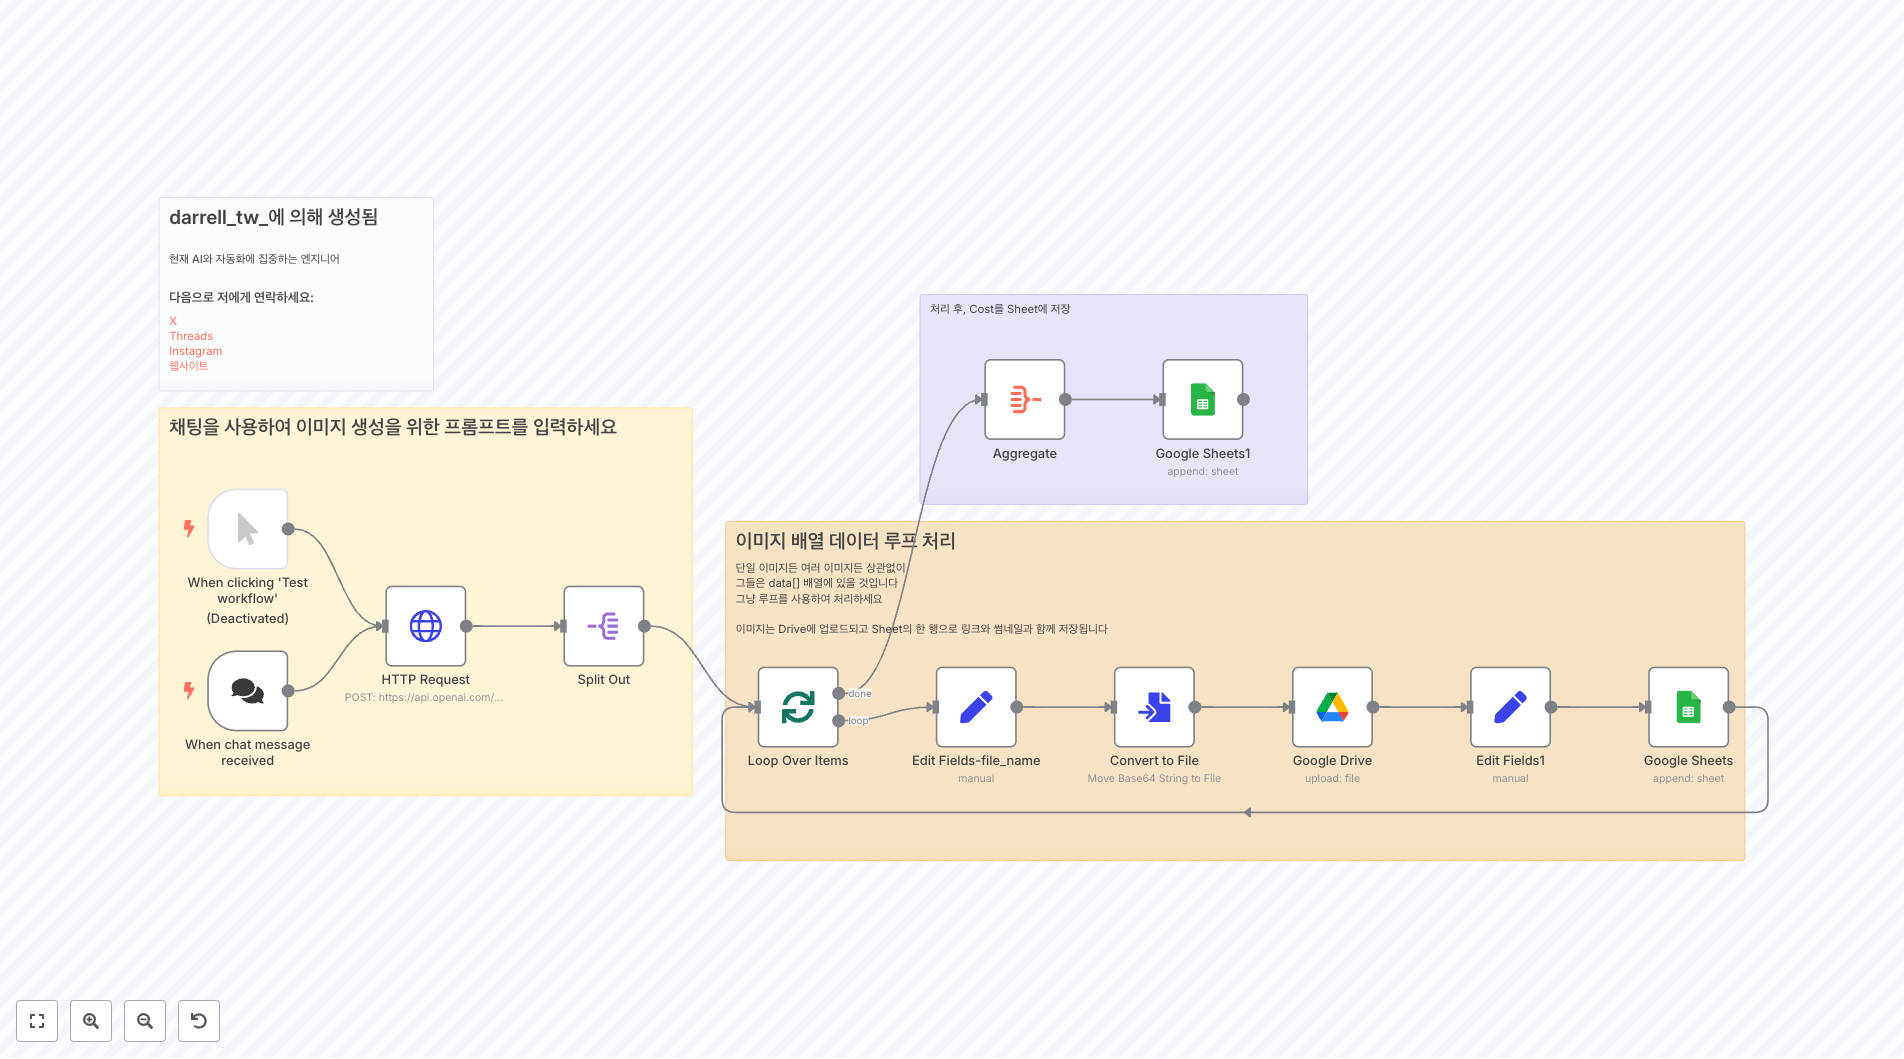 darrell_tw_에 의해 생성됨
현재 AI와 자동화에 집중하는 엔지니어
다음으로 저에게 연락하세요:
X
Threads
Instagram
웹사이트
처리 후, Cost를 Sheet에 저장
Aggregate
Google Sheets1
append: sheet
채팅을 사용하여 이미지 생성을 위한 프롬프트를 입력하세요
When clicking 'Test
workflow'
(Deactivated)
HTTP Request
POST: https://api.openai.com/...
Split Out
When chat message
received
이미지 배열 데이터 루프 처리
단일 이미지든 여러 이미지든 상관없이
그들은 data[] 배열에 있을 것입니다
그냥 루프를 사용하여 처리하세요
이미지는 Drive에 업로드되고 Sheet의 한 행으로 링크와 썸네일과 함께 저장됩니다
done
loop
Loop Over Items
Edit Fields-file_name
manual
Convert to File
Move Base64 String to File
Google Drive
upload: file
Edit Fields1
manual
Google Sheets
append: sheet